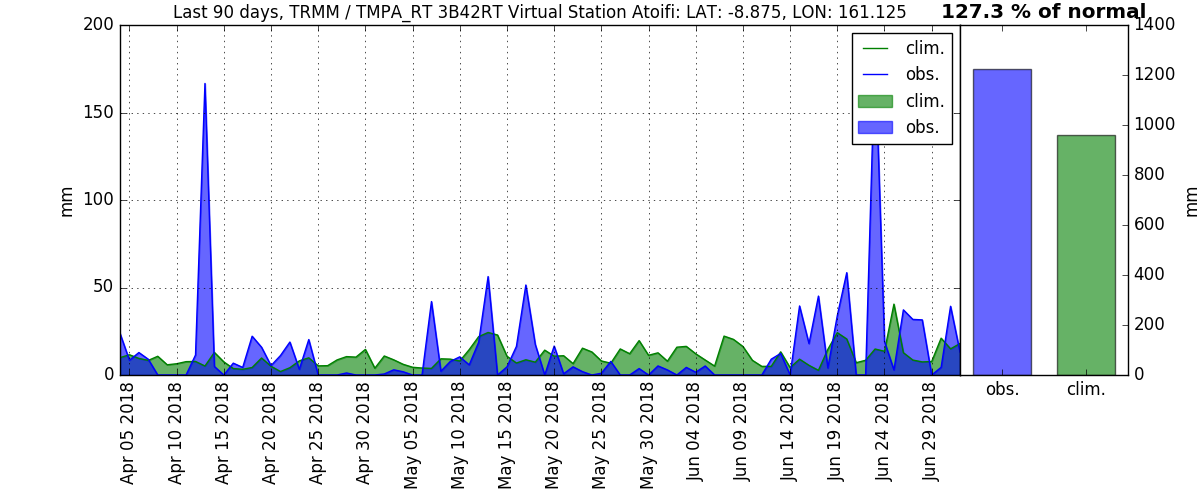 Last 90 days, TRMM / TMPA_RT 3B42RT Virtual Station Atoifi: LAT: -8.875, LON: 161.125
127.3 % of normal
200
150
100
50
0
mm
clim.
obs.
clim.
obs.
1400
1200
1000
800
600
400
200
0
mm
Apr 05 2018
Apr 10 2018
Apr 15 2018
Apr 20 2018
Apr 25 2018
Apr 30 2018
May 05 2018
May 10 2018
May 15 2018
May 20 2018
May 25 2018
May 30 2018
Jun 04 2018
Jun 09 2018
Jun 14 2018
Jun 19 2018
Jun 24 2018
Jun 29 2018
obs.
clim.